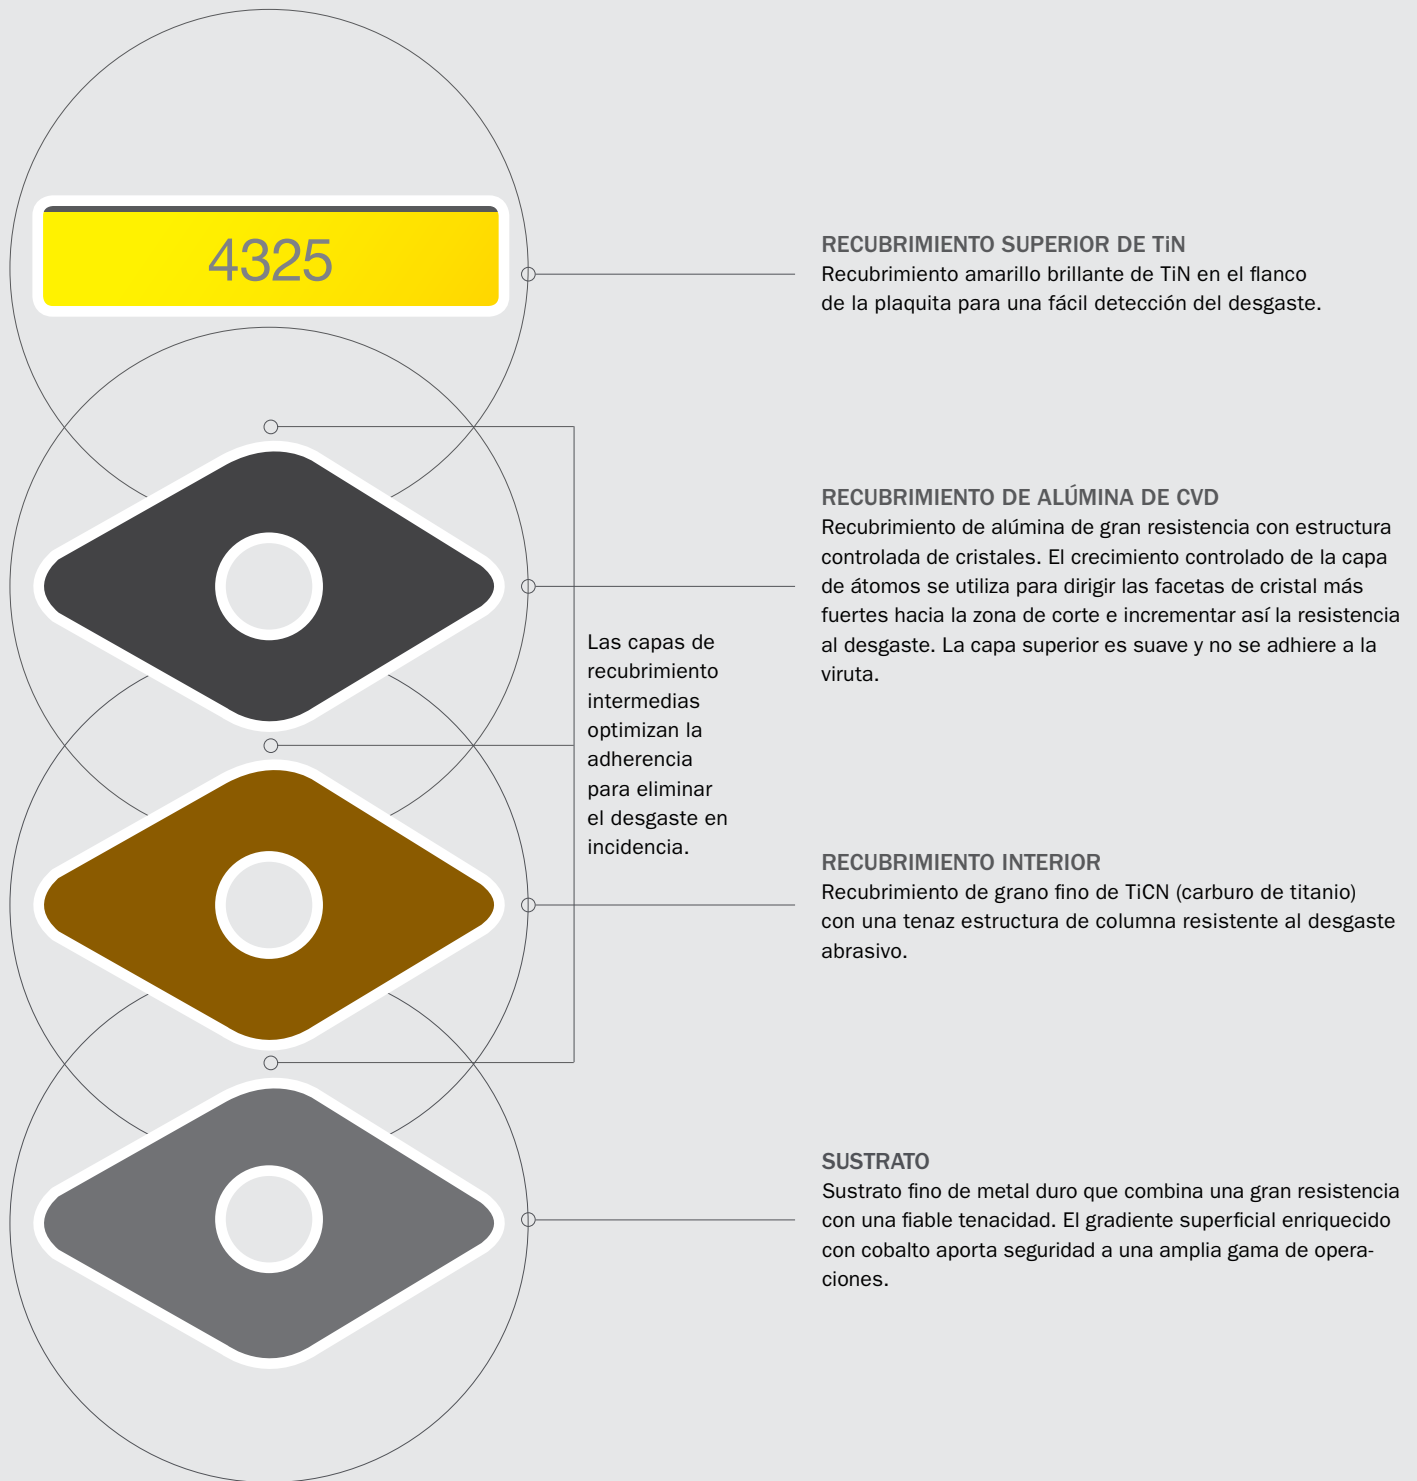 4325
RECUBRIMIENTO SUPERIOR DE TiN
Recubrimiento amarillo brillante de TiN en el flanco
de la plaquita para una fácil detección del desgaste.
RECUBRIMIENTO DE ALÚMINA DE CVD
Recubrimiento de alúmina de gran resistencia con estructura
controlada de cristales. El crecimiento controlado de la capa
de átomos se utiliza para dirigir las facetas de cristal más
fuertes hacia la zona de corte e incrementar así la resistencia
al desgaste. La capa superior es suave y no se adhiere a la
viruta.
Las capas de
recubrimiento
intermedias
optimizan la
adherencia
para eliminar
el desgaste en
incidencia.
RECUBRIMIENTO INTERIOR
Recubrimiento de grano fino de TiCN (carburo de titanio)
con una tenaz estructura de columna resistente al desgaste
abrasivo.
SUSTRATO
Sustrato fino de metal duro que combina una gran resistencia
con una fiable tenacidad. El gradiente superficial enriquecido
con cobalto aporta seguridad a una amplia gama de opera-
ciones.